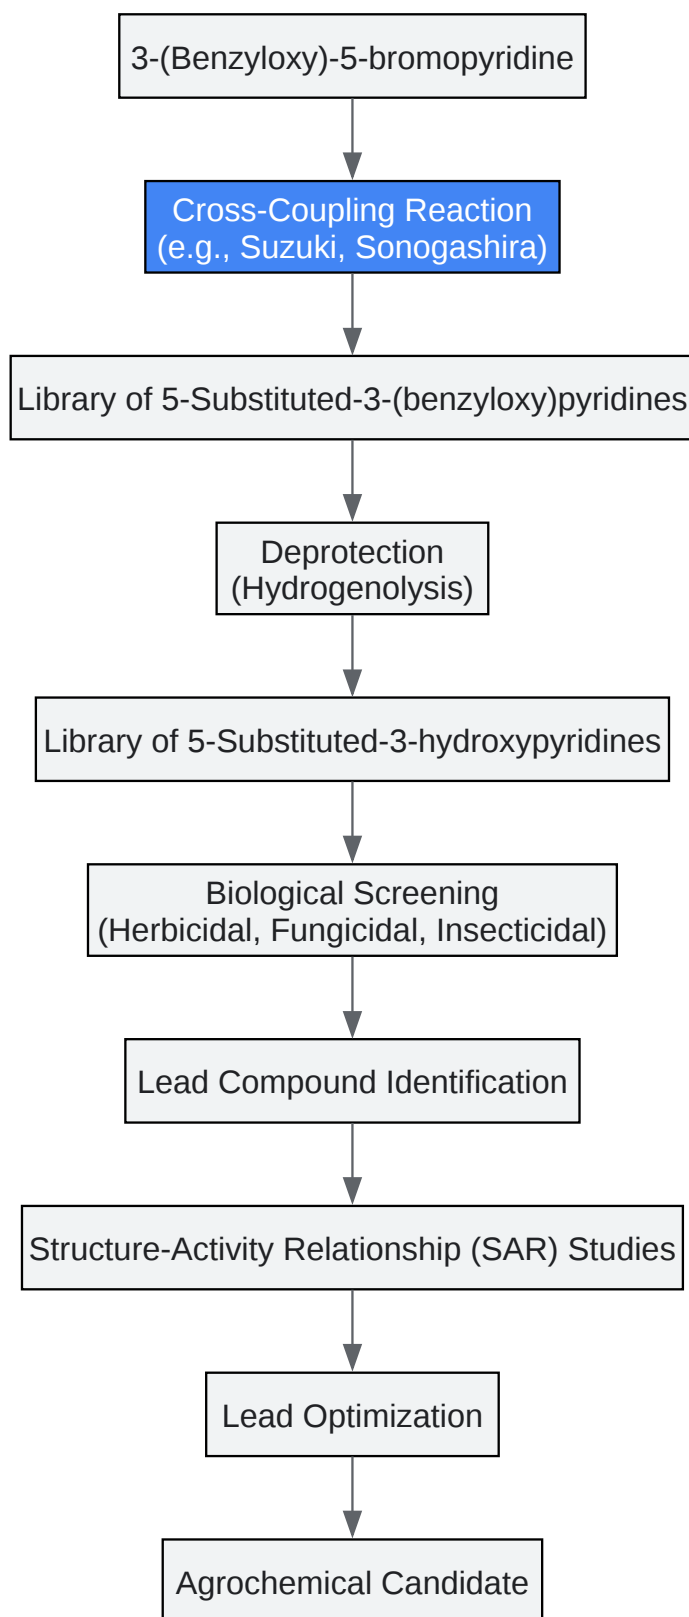 3-(Benzyloxy)-5-bromopyridine
Cross-Coupling Reaction
(e.g., Suzuki, Sonogashira)
Library of 5-Substituted-3-(benzyloxy)pyridines
Deprotection
(Hydrogenolysis)
Library of 5-Substituted-3-hydroxypyridines
Biological Screening
(Herbicidal, Fungicidal, Insecticidal)
Lead Compound Identification
Structure-Activity Relationship (SAR) Studies
Lead Optimization
Agrochemical Candidate